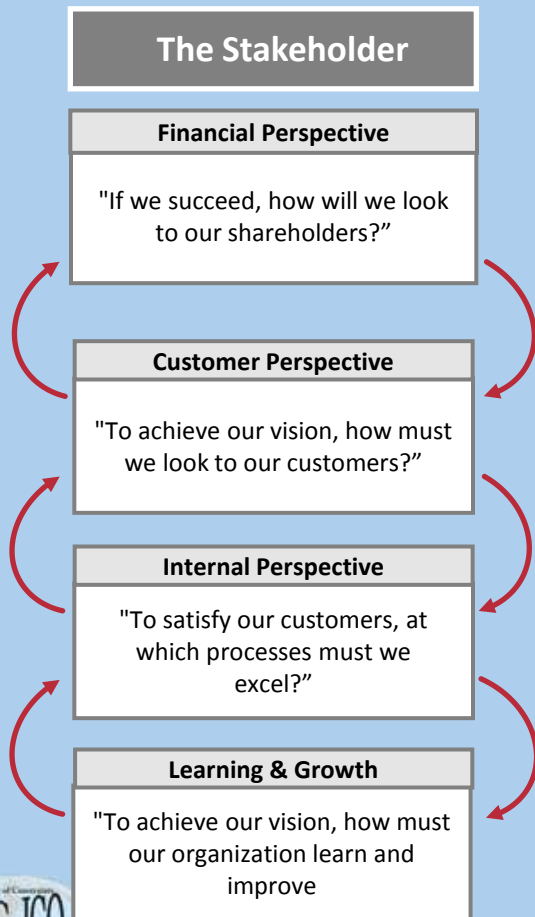 The Stakeholder
Financial Perspective
"If we succeed, how will we look
to our shareholders?”
Customer Perspective
"To achieve our vision, how must
we look to our customers?”
Internal Perspective
"To satisfy our customers, at
which processes must we
excel?”
Learning & Growth
"To achieve our vision, how must
our organization learn and
improve